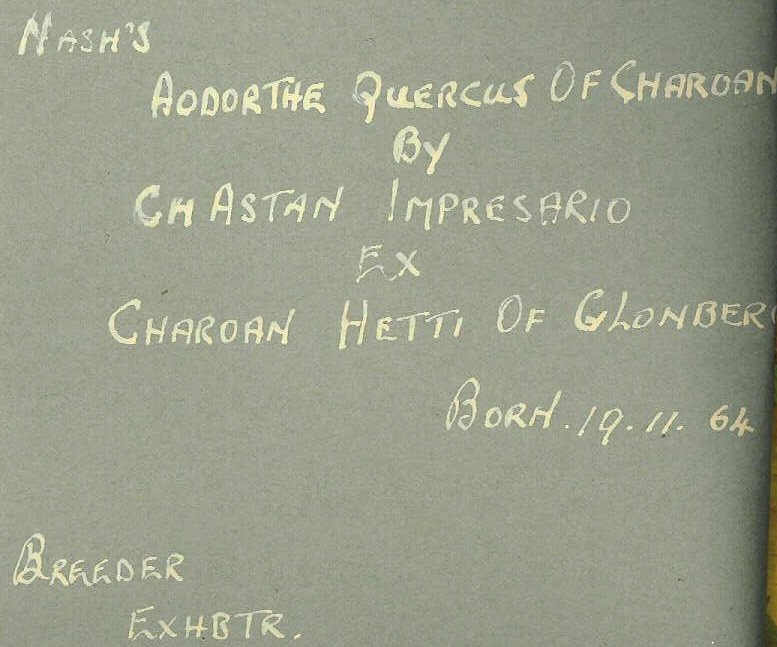 NASH'S
AODORTHE QUERCUS OF CHAROAN
BY
CH ASTAN IMPRESARIO
EX
CHAROAN HETTI OF GLONBERG
BORN. 19. 11. 64
BREEDER
EXHBTR.